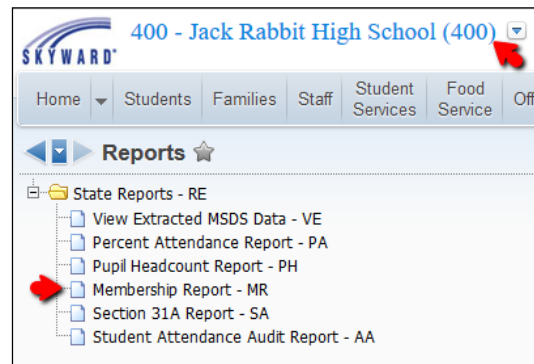 400 - Jack Rabbit High School (400)
SKYWARD
Home Students Families Staff Student Services Food Service Off
Reports
State Reports - RE
View Extracted MSDS Data - VE
Percent Attendance Report - PA
Pupil Headcount Report - PH
Membership Report - MR
Section 31A Report - SA
Student Attendance Audit Report - AA